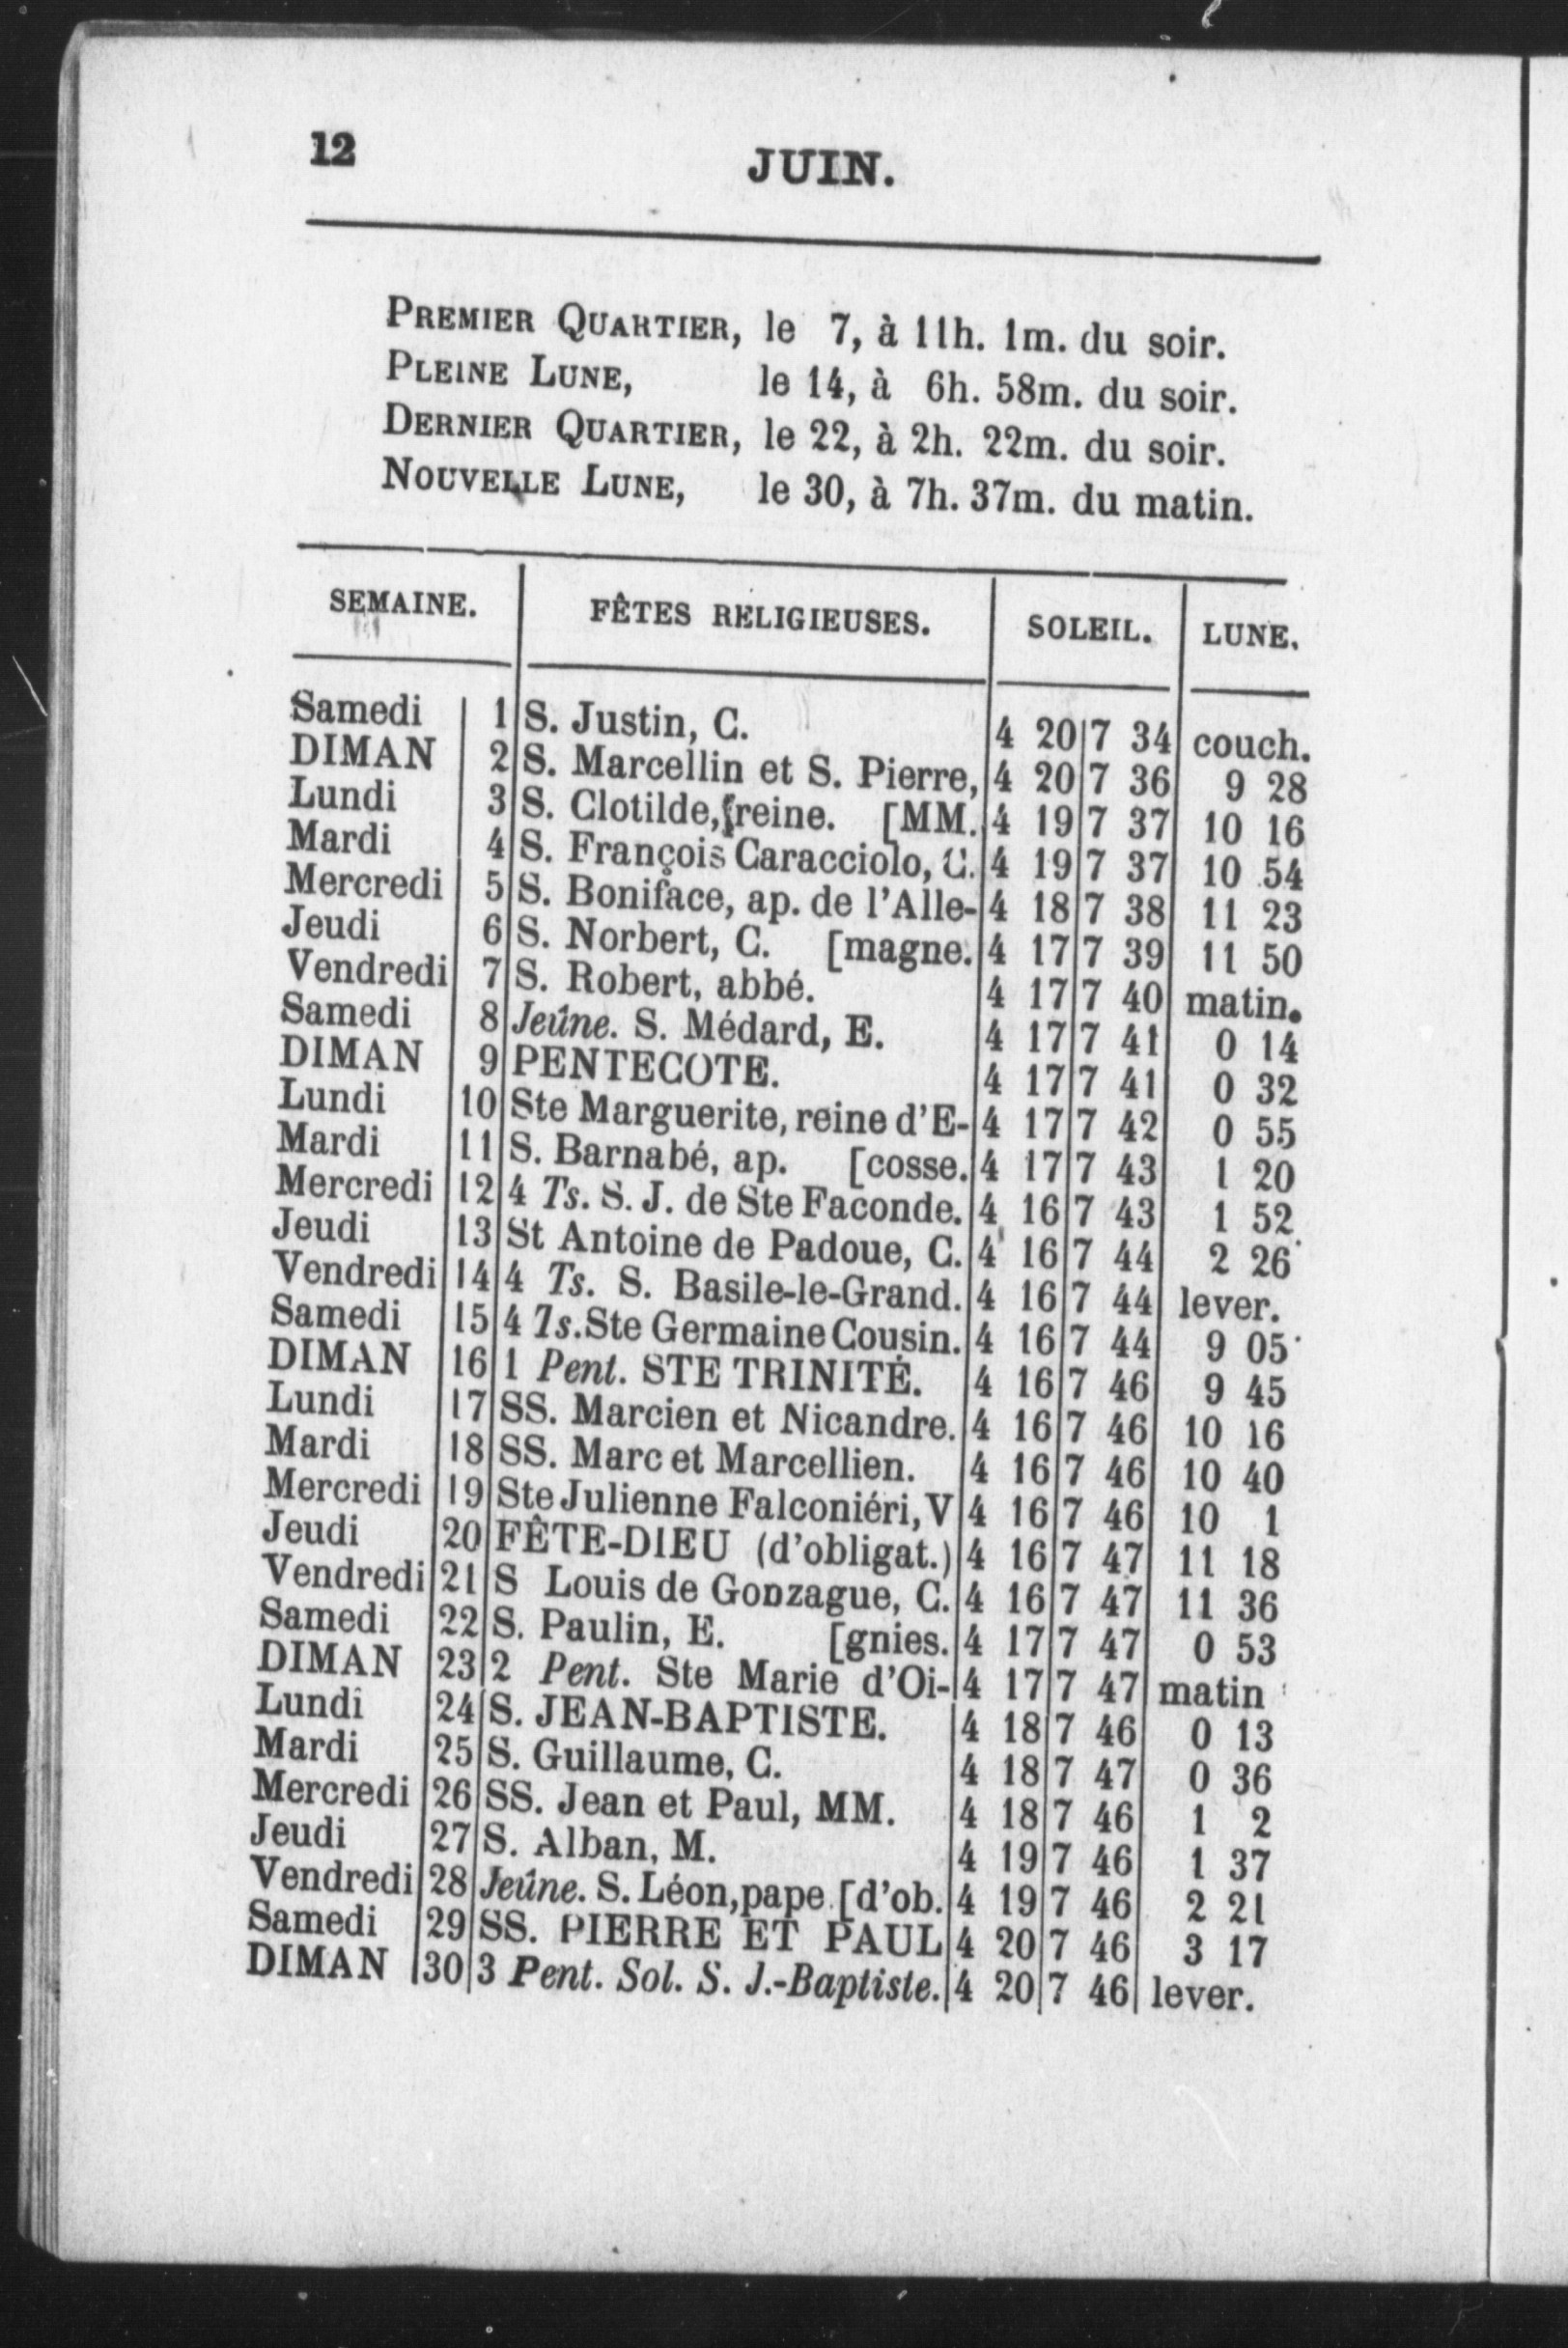 12
JUIN.
PREMIER QUARTIER, le 7, à 11h. 1m. du soir.
PLEINE LUNE, le 14, à 6h. 58m. du soir.
DERNIER QUARTIER, le 22, à 2h. 22m. du soir.
NOUVELLE LUNE, le 30, à 7h. 37m. du matin.
SEMAINE. FÊTES RELIGIEUSES. SOLEIL. LUNE.
Samedi 1 S. Justin, C. 4 20 7 34 couch.
DIMAN 2 S. Marcellin et S. Pierre, 4 20 7 36 9 28
Lundi 3 S. Clotilde, reine. [MM. 4 19 7 37 10 16
Mardi 4 S. François Caracciolo, C. 4 19 7 37 10 54
Mercredi 5 S. Boniface, ap. de l'Alle- 4 18 7 38 11 23
Jeudi 6 S. Norbert, C. [magne. 4 17 7 39 11 50
Vendredi 7 S. Robert, abbé. 4 17 7 40 matin.
Samedi 8 Jeûne. S. Médard, E. 4 17 7 41 0 14
DIMAN 9 PENTECOTE. 4 17 7 41 0 32
Lundi 10 Ste Marguerite, reine d'E- 4 17 7 42 0 55
Mardi 11 S. Barnabé, ap. [cosse. 4 17 7 43 1 20
Mercredi 12 4 Ts. S. J. de Ste Faconde. 4 16 7 43 1 52
Jeudi 13 St Antoine de Padoue, C. 4 16 7 44 2 26
Vendredi 14 4 Ts. S. Basile-le-Grand. 4 16 7 44 lever.
Samedi 15 4 Ts. Ste Germaine Cousin. 4 16 7 44 9 05
DIMAN 16 1 Pent. STE TRINITÉ. 4 16 7 46 9 45
Lundi 17 SS. Marcien et Nicandre. 4 16 7 46 10 16
Mardi 18 SS. Marc et Marcellien. 4 16 7 46 10 40
Mercredi 19 Ste Julienne Falconiéri, V 4 16 7 46 10 1
Jeudi 20 FÊTE-DIEU (d'obligat.) 4 16 7 47 11 18
Vendredi 21 S Louis de Gonzague, C. 4 16 7 47 11 36
Samedi 22 S. Paulin, E. [gnies. 4 17 7 47 0 53
DIMAN 23 2 Pent. Ste Marie d'Oi- 4 17 7 47 matin
Lundi 24 S. JEAN-BAPTISTE. 4 18 7 46 0 13
Mardi 25 S. Guillaume, C. 4 18 7 47 0 36
Mercredi 26 SS. Jean et Paul, MM. 4 18 7 46 1 2
Jeudi 27 S. Alban, M. 4 19 7 46 1 37
Vendredi 28 Jeûne. S. Léon, pape [d'ob. 4 19 7 46 2 21
Samedi 29 SS. PIERRE ET PAUL 4 20 7 46 3 17
DIMAN 30 3 Pent. Sol. S. J.-Baptiste. 4 20 7 46 lever.